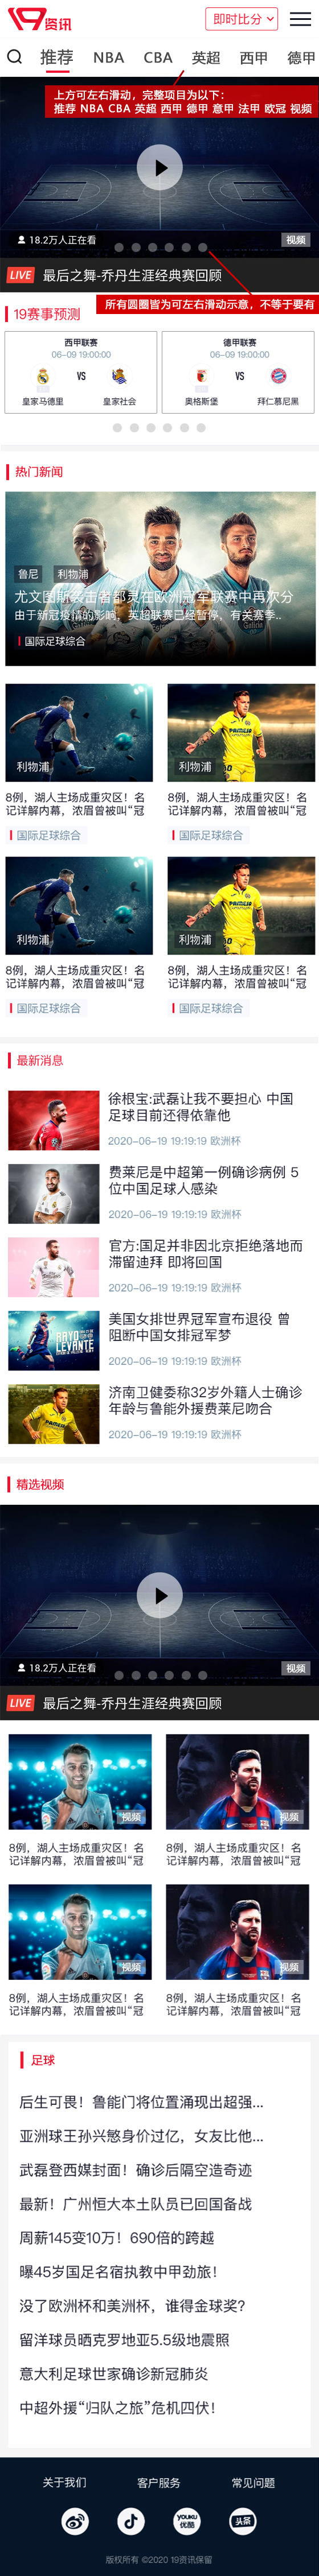 19资讯
即时比分
推荐 NBA CBA 英超 西甲 德甲
上方可左右滑动，完整项目为以下：
推荐 NBA CBA 英超 西甲 德甲 意甲 法甲 欧冠 视频
18.2万人正在看
视频
LIVE 最后之舞-乔丹生涯经典赛回顾
所有圆圈皆为可左右滑动示意，不等于要有
19赛事预测
西甲联赛
06-09 19:00:00
VS
皇家马德里 皇家社会
德甲联赛
06-09 19:00:00
VS
奥格斯堡 拜仁慕尼黑
热门新闻
鲁尼 利物浦
尤文图斯袭击者都灵在欧洲冠军联赛中再次分
由于新冠疫情的影响，英超联赛已经暂停，有关赛季..
国际足球综合
利物浦
8例，湖人主场成重灾区！名
记详解内幕，浓眉曾被叫“冠
国际足球综合
利物浦
8例，湖人主场成重灾区！名
记详解内幕，浓眉曾被叫“冠
国际足球综合
利物浦
8例，湖人主场成重灾区！名
记详解内幕，浓眉曾被叫“冠
国际足球综合
利物浦
8例，湖人主场成重灾区！名
记详解内幕，浓眉曾被叫“冠
国际足球综合
最新消息
徐根宝:武磊让我不要担心 中国
足球目前还得依靠他
2020-06-19 19:19:19 欧洲杯
费莱尼是中超第一例确诊病例 5
位中国足球人感染
2020-06-19 19:19:19 欧洲杯
官方:国足并非因北京拒绝落地而
滞留迪拜 即将回国
2020-06-19 19:19:19 欧洲杯
RAYO
LEVANTE
美国女排世界冠军宣布退役 曾
阻断中国女排冠军梦
2020-06-19 19:19:19 欧洲杯
济南卫健委称32岁外籍人士确诊
年龄与鲁能外援费莱尼吻合
2020-06-19 19:19:19 欧洲杯
精选视频
18.2万人正在看
视频
LIVE 最后之舞-乔丹生涯经典赛回顾
视频
8例，湖人主场成重灾区！名
记详解内幕，浓眉曾被叫“冠
视频
8例，湖人主场成重灾区！名
记详解内幕，浓眉曾被叫“冠
视频
8例，湖人主场成重灾区！名
记详解内幕，浓眉曾被叫“冠
视频
8例，湖人主场成重灾区！名
记详解内幕，浓眉曾被叫“冠
足球
后生可畏！鲁能门将位置涌现出超强...
亚洲球王孙兴慜身价过亿，女友比他...
武磊登西媒封面！确诊后隔空造奇迹
最新！广州恒大本土队员已回国备战
周薪145变10万！690倍的跨越
曝45岁国足名宿执教中甲劲旅！
没了欧洲杯和美洲杯，谁得金球奖?
留洋球员晒克罗地亚5.5级地震照
意大利足球世家确诊新冠肺炎
中超外援“归队之旅”危机四伏！
关于我们 客户服务 常见问题
YOUKU
优酷
头条
版权所有 ©2020 19资讯保留